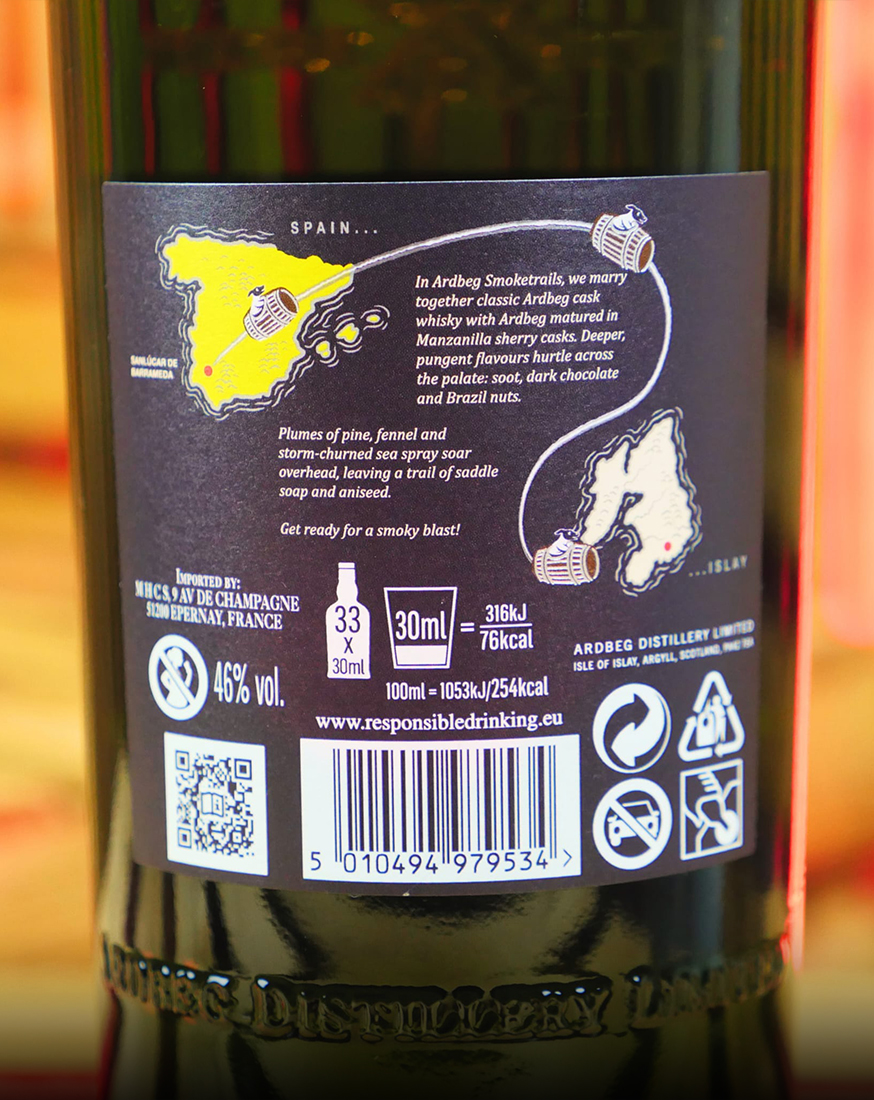 SPAIN...
In Ardbeg Smoketrails, we marry
together classic Ardbeg cask
whisky with Ardbeg matured in
Manzanilla sherry casks. Deeper,
pungent flavours hurtle across
the palate: soot, dark chocolate
and Brazil nuts.
SANLÚCAR DE
BARRAMEDA
Plumes of pine, fennel and
storm-churned sea spray soar
overhead, leaving a trail of saddle
soap and aniseed.
Get ready for a smoky blast!
...ISLAY
IMPORTED BY:
M H C S, 9 AV DE CHAMPAGNE
51200 EPERNAY, FRANCE
33
X
30ml
30ml = 316kJ
76kcal
ARDBEG DISTILLERY LIMITED
ISLE OF ISLAY, ARGYLL, SCOTLAND,
46% vol.
100ml = 1053kJ/254kcal
www.responsibledrinking.eu
5 010494 979534 >
ARDBEG DISTILLERY LIMITED